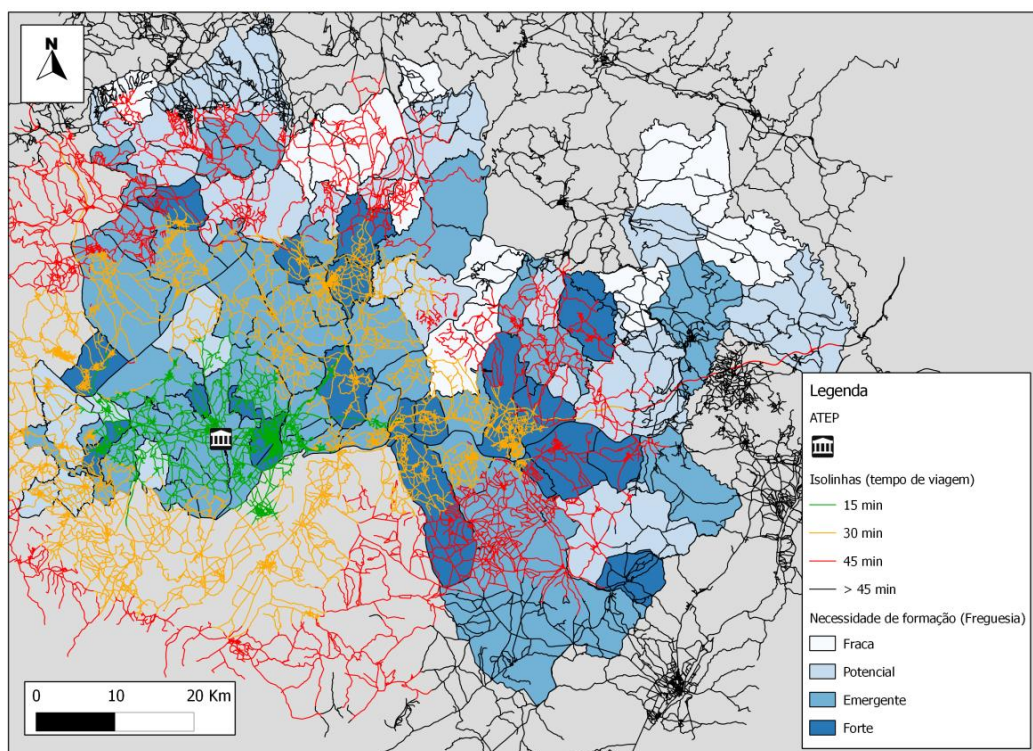 N
Legenda
ATEP
Isolinhas (tempo de viagem)
15 min
30 min
45 min
> 45 min
Necessidade de formação (Freguesia)
Fraca
Potencial
Emergente
Forte
0 10 20 Km